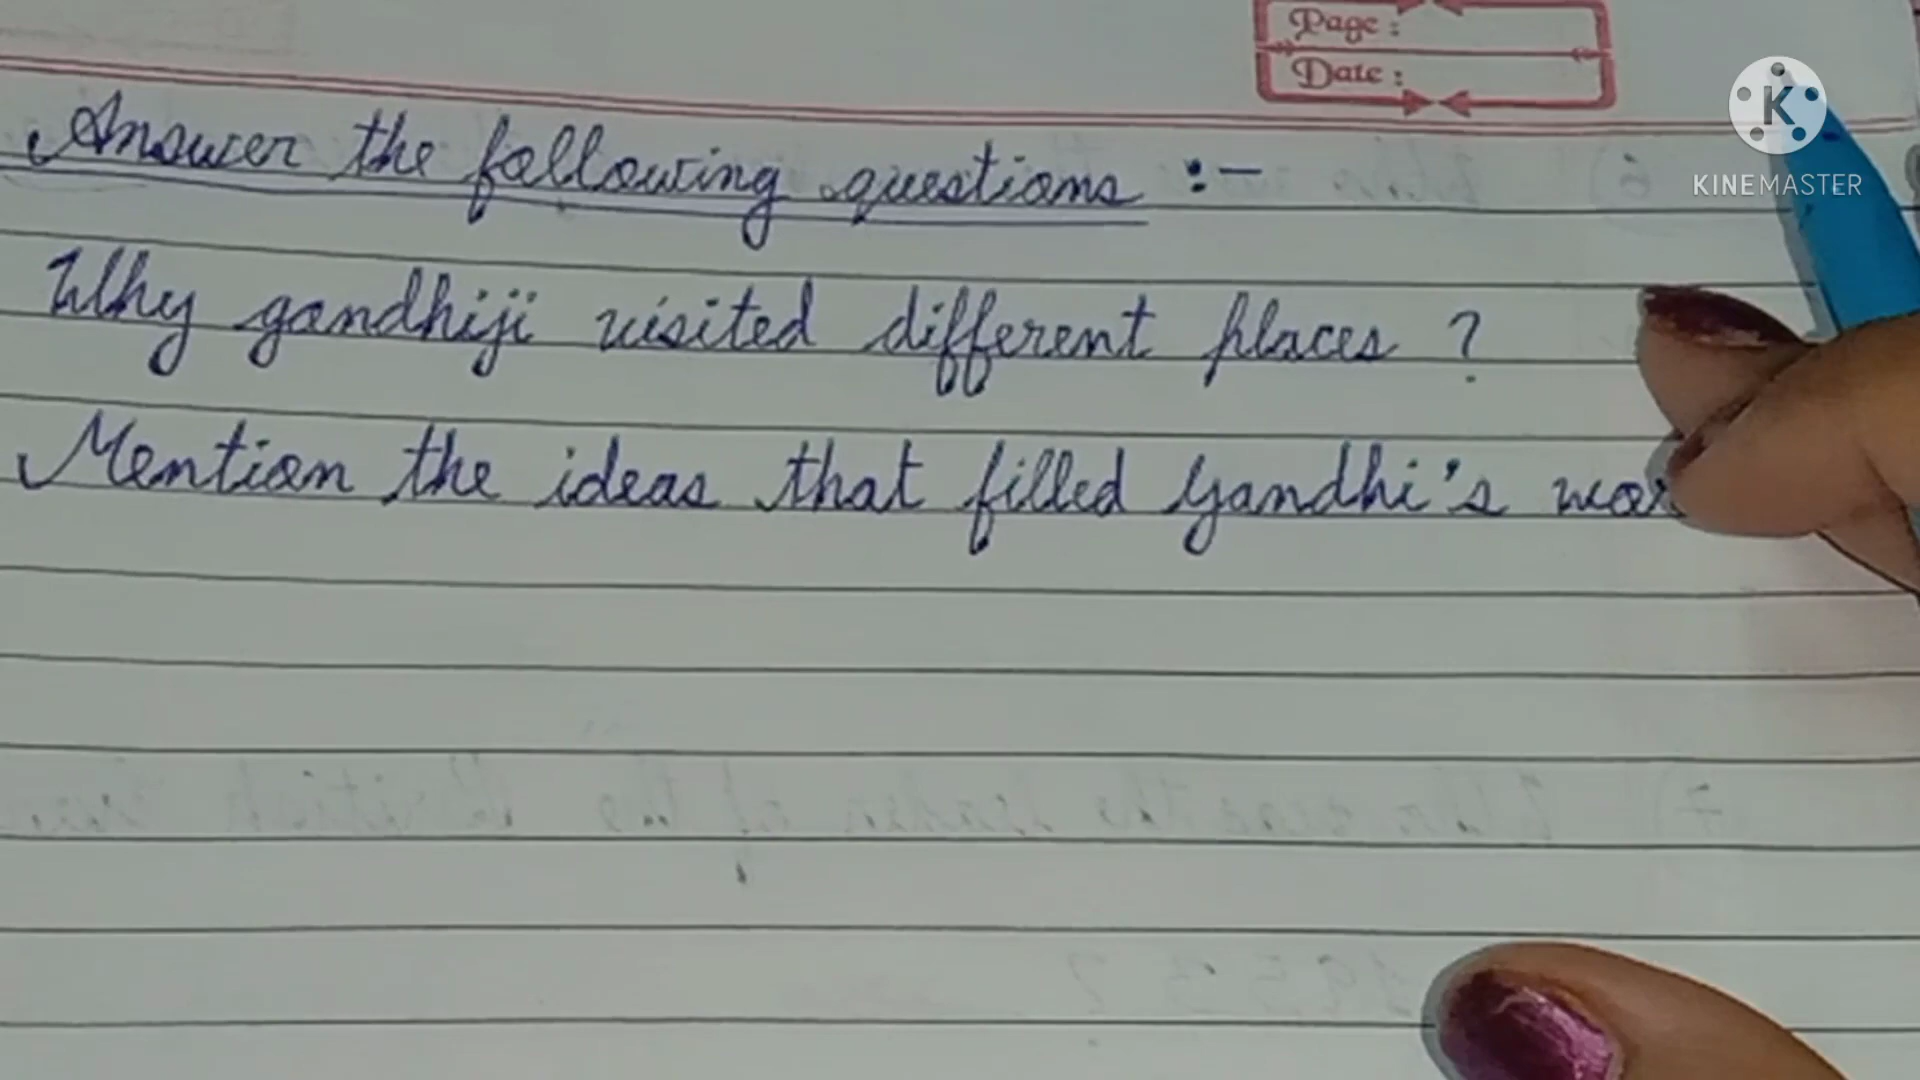 Page :
Date :
KINEMASTER
Answer the following questions :-
Why gandhiji visited different places ?
Mention the ideas that filled Gandhi's